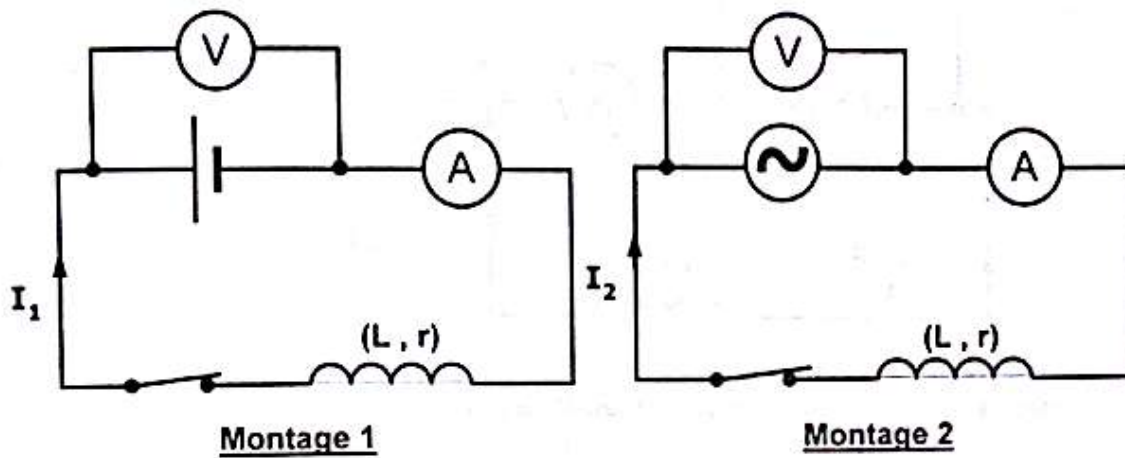 V
V
A
A
I₁
I₂
(L , r)
(L , r)
Montage 1
Montage 2